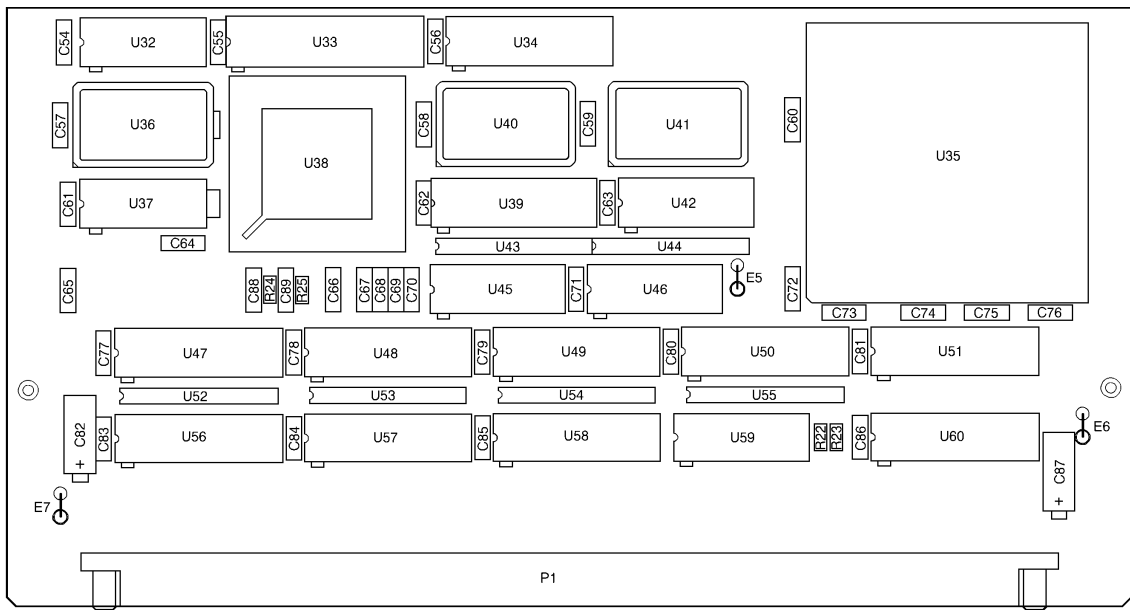 C54 U32 C55 U33 C56 U34
C57 U36 U38 C58 U40 C59 U41 C60 U35
C61 U37 C62 U39 C63 U42
C64 U43 U44
C65 C88 R24 C89 R25 C66 C67 C68 C69 C70 U45 C71 U46 E5 C72
C73 C74 C75 C76
C77 U47 C78 U48 C79 U49 C80 U50 C81 U51
U52 U53 U54 U55
C82 + C83 U56 C84 U57 C85 U58 U59 R22 R23 C86 U60 E6
C87 +
E7
P1